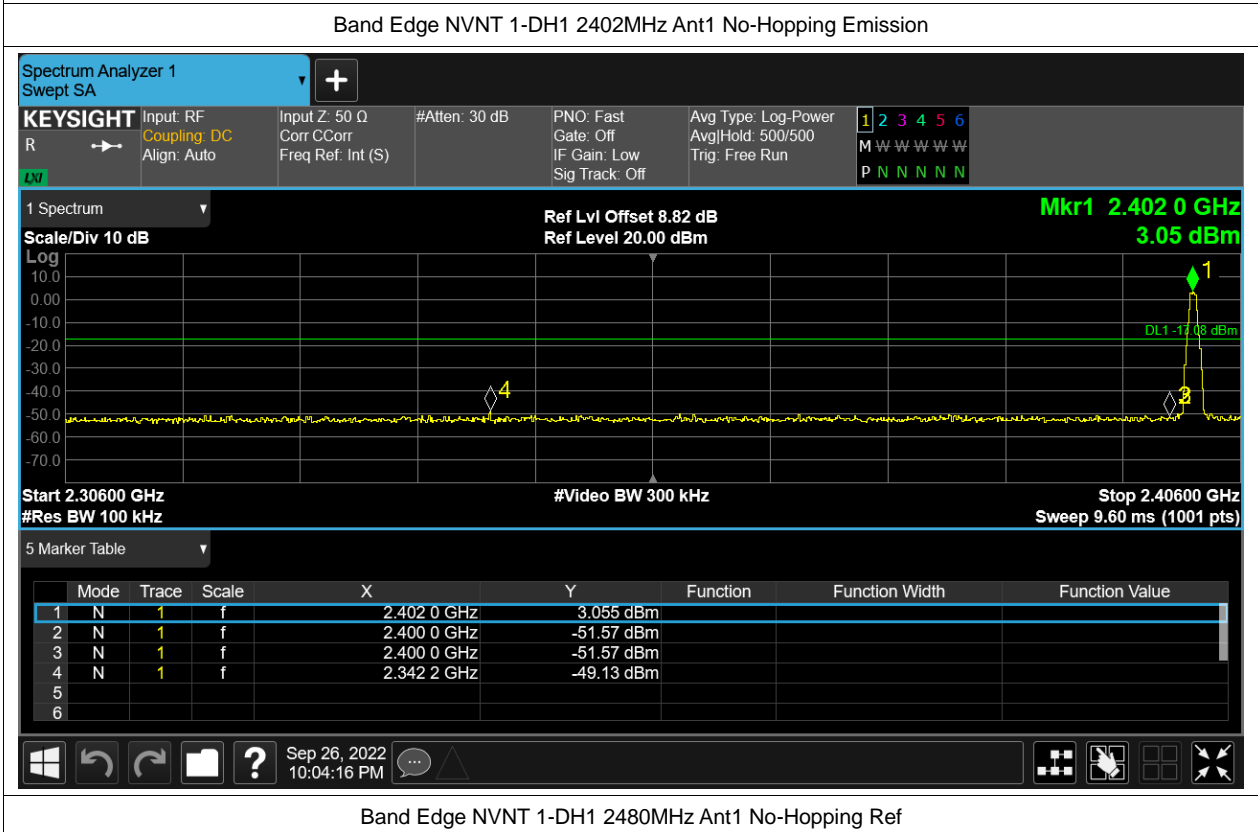 Band Edge NVNT 1-DH1 2402MHz Ant1 No-Hopping Emission
Spectrum Analyzer 1
Swept SA
KEYSIGHT
R
LXI
Input: RF
Coupling: DC
Align: Auto
Input Z: 50 Ω
Corr CCorr
Freq Ref: Int (S)
#Atten: 30 dB
PNO: Fast
Gate: Off
IF Gain: Low
Sig Track: Off
Avg Type: Log-Power
Avg|Hold: 500/500
Trig: Free Run
1 2 3 4 5 6
M W W W W W
P N N N N N
1 Spectrum
Scale/Div 10 dB
Ref Lvl Offset 8.82 dB
Ref Level 20.00 dBm
Mkr1 2.402 0 GHz
3.05 dBm
Log
10.0
0.00
-10.0
-20.0
-30.0
-40.0
-50.0
-60.0
-70.0
1
DL1 -17.08 dBm
4
Start 2.30600 GHz
#Res BW 100 kHz
#Video BW 300 kHz
Stop 2.40600 GHz
Sweep 9.60 ms (1001 pts)
5 Marker Table
Mode Trace Scale X Y Function Function Width Function Value
1 N 1 f 2.402 0 GHz 3.055 dBm
2 N 1 f 2.400 0 GHz -51.57 dBm
3 N 1 f 2.400 0 GHz -51.57 dBm
4 N 1 f 2.342 2 GHz -49.13 dBm
5
6
?
Sep 26, 2022
10:04:16 PM
Band Edge NVNT 1-DH1 2480MHz Ant1 No-Hopping Ref